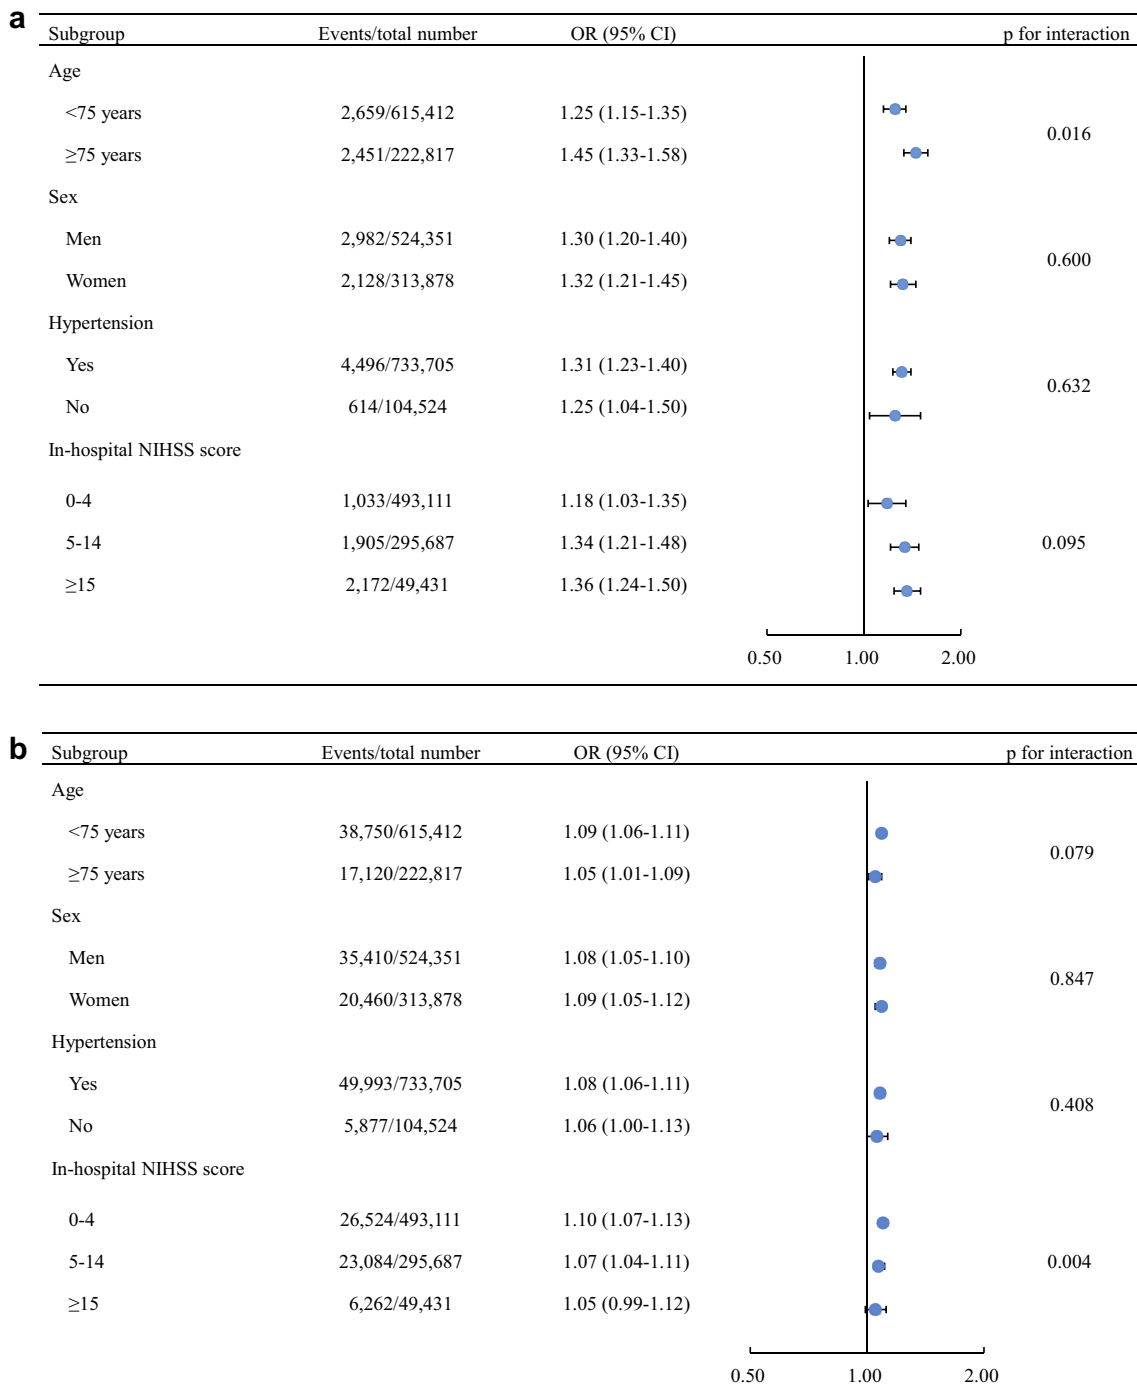 a
Subgroup Events/total number OR (95% CI) p for interaction
Age
<75 years 2,659/615,412 1.25 (1.15-1.35)
0.016
≥75 years 2,451/222,817 1.45 (1.33-1.58)
Sex
Men 2,982/524,351 1.30 (1.20-1.40)
0.600
Women 2,128/313,878 1.32 (1.21-1.45)
Hypertension
Yes 4,496/733,705 1.31 (1.23-1.40)
0.632
No 614/104,524 1.25 (1.04-1.50)
In-hospital NIHSS score
0-4 1,033/493,111 1.18 (1.03-1.35)
5-14 1,905/295,687 1.34 (1.21-1.48) 0.095
≥15 2,172/49,431 1.36 (1.24-1.50)
0.50 1.00 2.00
b
Subgroup Events/total number OR (95% CI) p for interaction
Age
<75 years 38,750/615,412 1.09 (1.06-1.11)
0.079
≥75 years 17,120/222,817 1.05 (1.01-1.09)
Sex
Men 35,410/524,351 1.08 (1.05-1.10)
0.847
Women 20,460/313,878 1.09 (1.05-1.12)
Hypertension
Yes 49,993/733,705 1.08 (1.06-1.11)
0.408
No 5,877/104,524 1.06 (1.00-1.13)
In-hospital NIHSS score
0-4 26,524/493,111 1.10 (1.07-1.13)
5-14 23,084/295,687 1.07 (1.04-1.11) 0.004
≥15 6,262/49,431 1.05 (0.99-1.12)
0.50 1.00 2.00